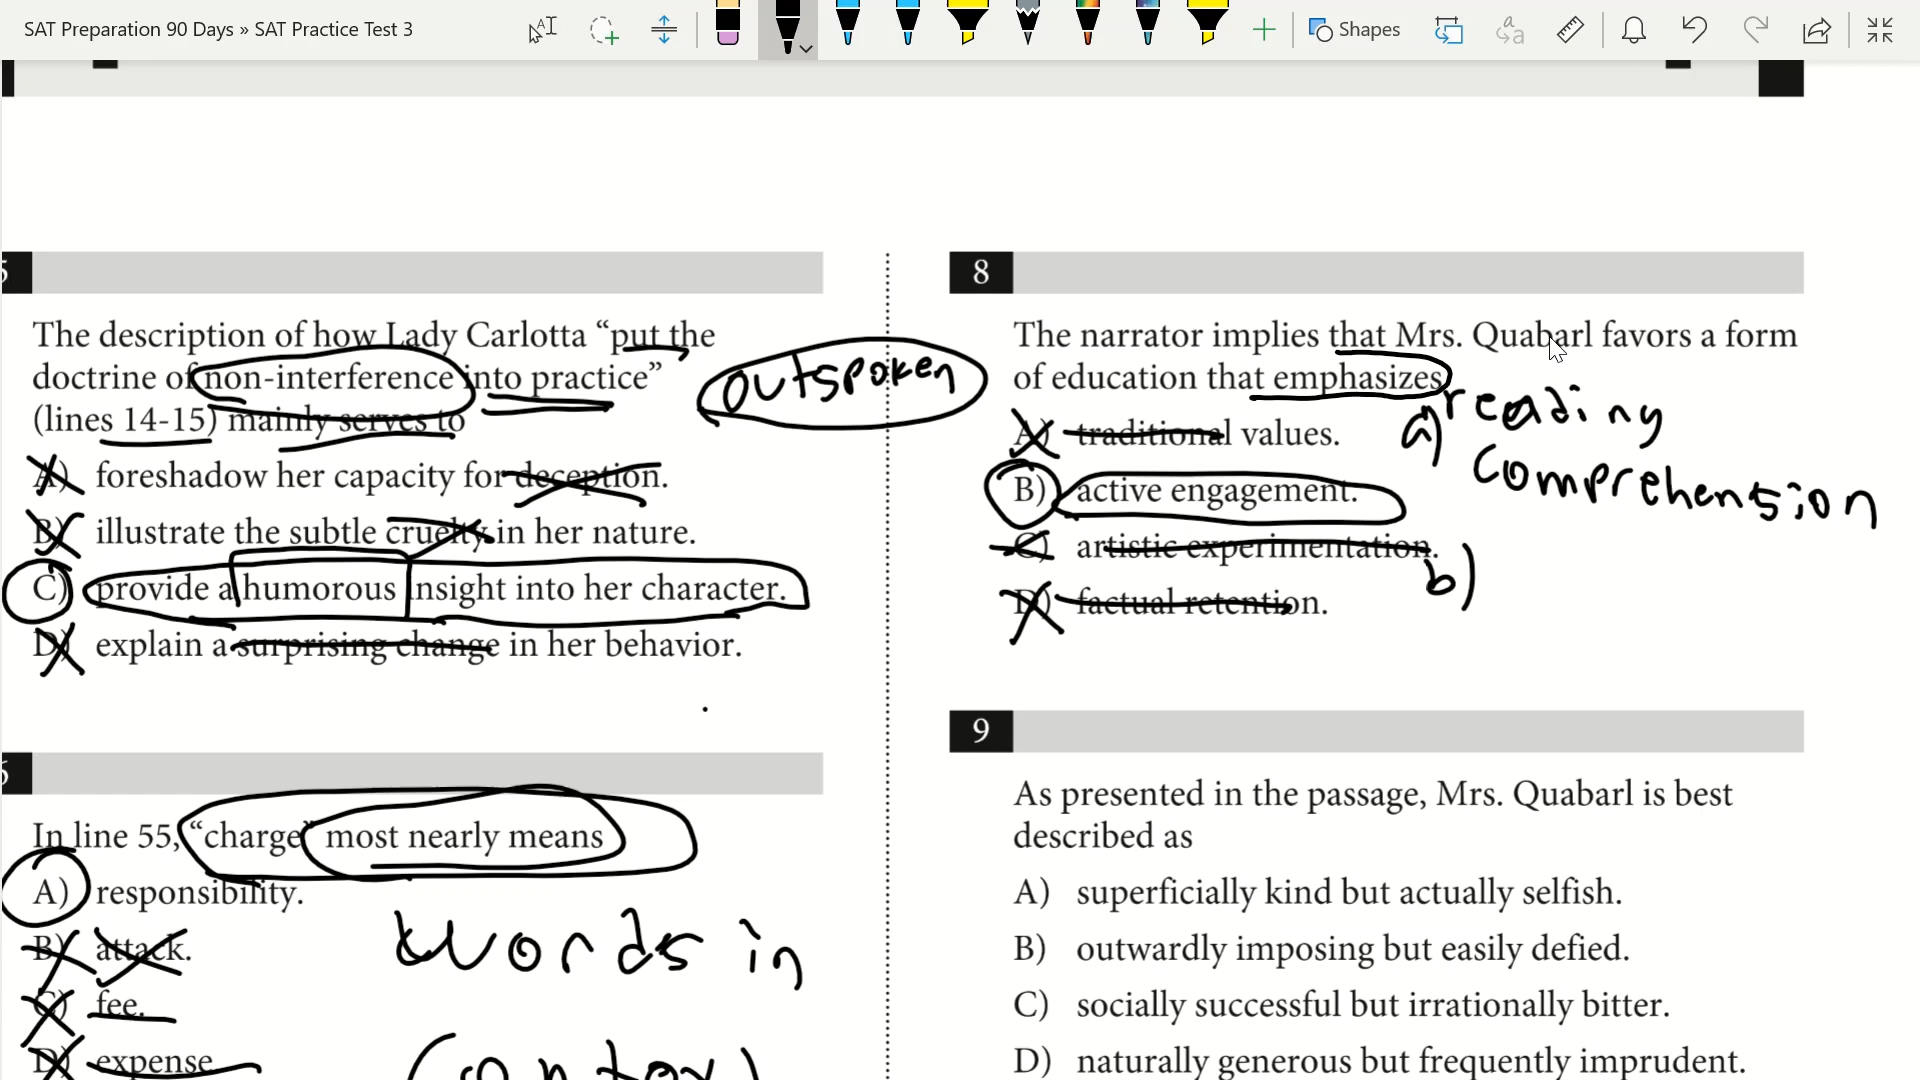 SAT Preparation 90 Days » SAT Practice Test 3
Shapes
5
The description of how Lady Carlotta “put the
doctrine of non-interference into practice”
(lines 14-15) mainly serves to
A) foreshadow her capacity for deception.
B) illustrate the subtle cruelty in her nature.
C) provide a humorous insight into her character.
D) explain a surprising change in her behavior.
outspoken
6
In line 55, “charge” most nearly means
A) responsibility.
B) attack.
C) fee.
D) expense.
words in
8
The narrator implies that Mrs. Quabarl favors a form
of education that emphasizes
A) traditional values.
B) active engagement.
C) artistic experimentation.
D) factual retention.
a) reading
comprehension
b)
9
As presented in the passage, Mrs. Quabarl is best
described as
A) superficially kind but actually selfish.
B) outwardly imposing but easily defied.
C) socially successful but irrationally bitter.
D) naturally generous but frequently imprudent.